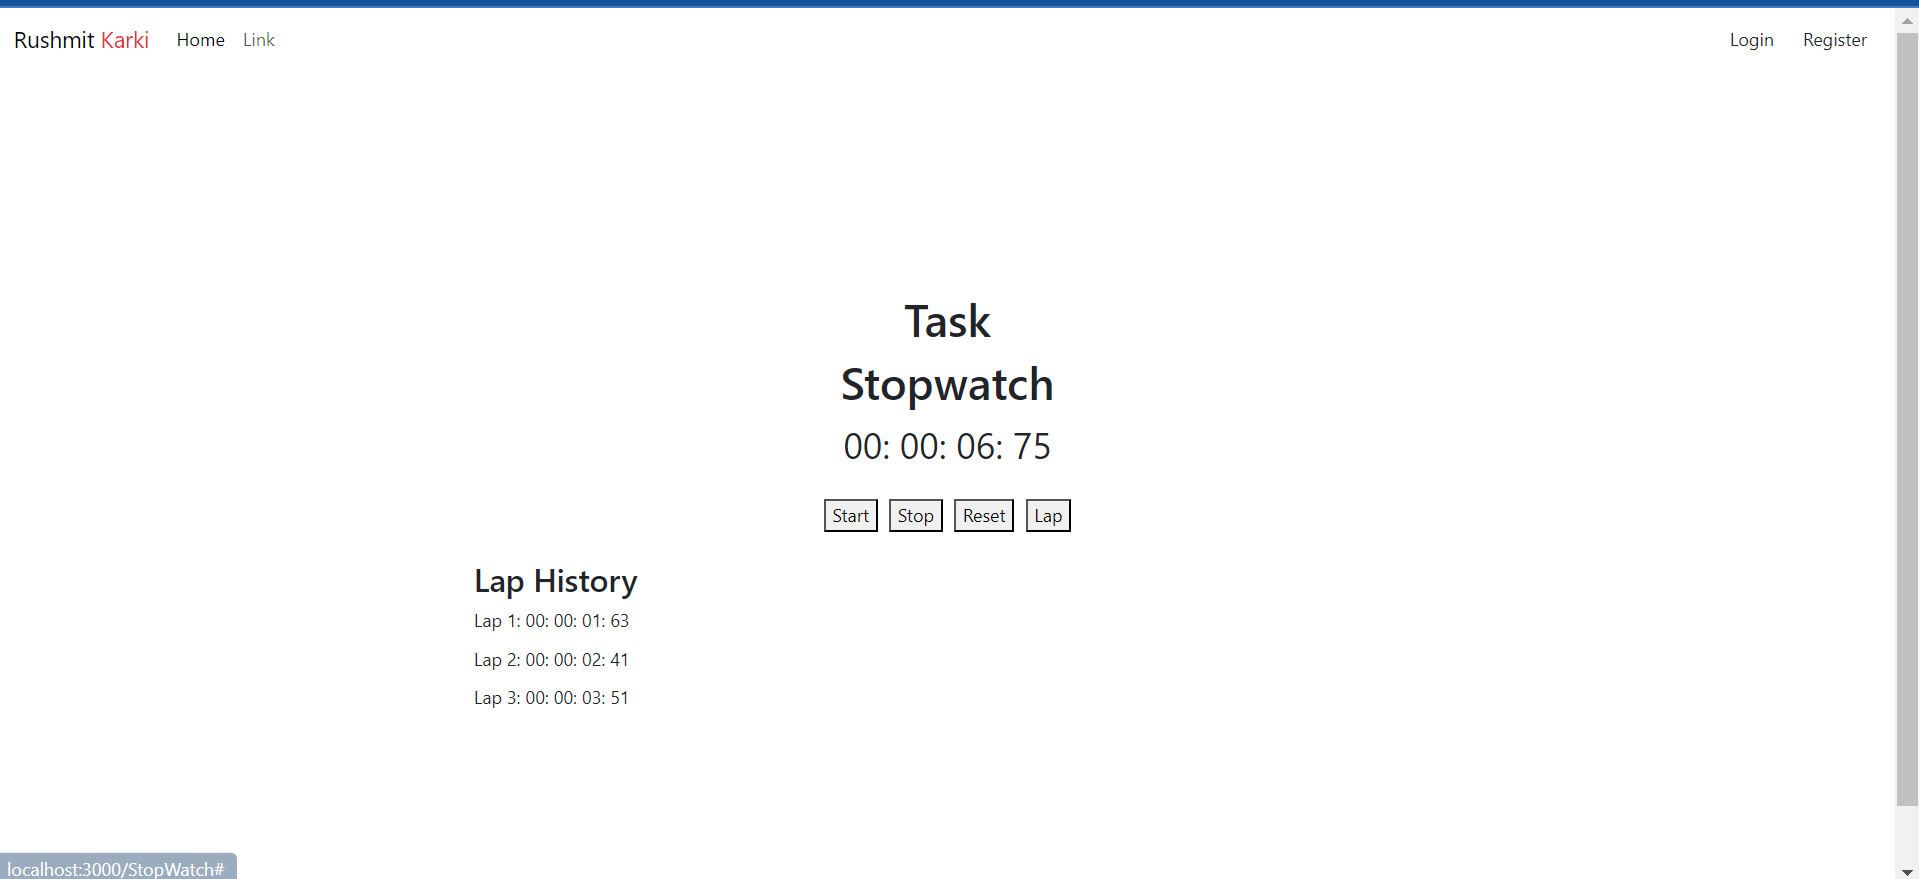 Rushmit Karki Home Link Login Register
Task
Stopwatch
00: 00: 06: 75
Start Stop Reset Lap
Lap History
Lap 1: 00: 00: 01: 63
Lap 2: 00: 00: 02: 41
Lap 3: 00: 00: 03: 51
localhost:3000/StopWatch#